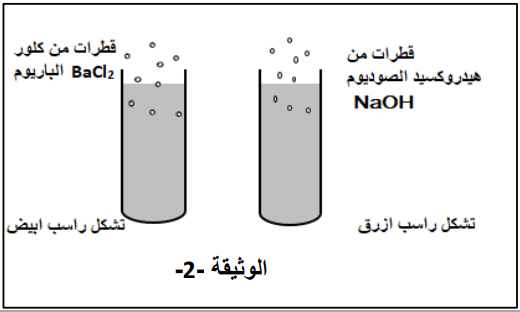 قطرات من
هيدروكسيد الصوديوم
NaOH
تشكل راسب ازرق
قطرات من كلور
الباريوم BaCl₂
تشكل راسب ابيض
الوثيقة -2-